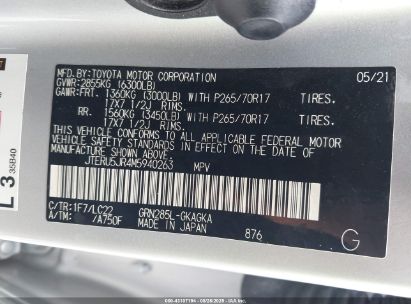 MFD.BY:TOYOTA MOTOR CORPORATION 05/21
GVWR:2855KG (6300LB)
GAWR:FRT. 1360KG (3000LB) WITH P265/70R17 TIRES.
17X7 1/2J RIMS.
RR. 1560KG (3450LB) WITH P265/70R17 TIRES.
17X7 1/2J RIMS.
THIS VEHICLE CONFORMS TO ALL APPLICABLE FEDERAL MOTOR
VEHICLE SAFETY STANDARDS IN EFFECT ON THE DATE OF
MANUFACTURE SHOWN ABOVE.
JTERU5JR4M5940263 MPV
C/TR:1F7/LC22 GRN285L-GKAGKA
A/TM: /A750F MADE IN JAPAN 876
G
L 3 35B40